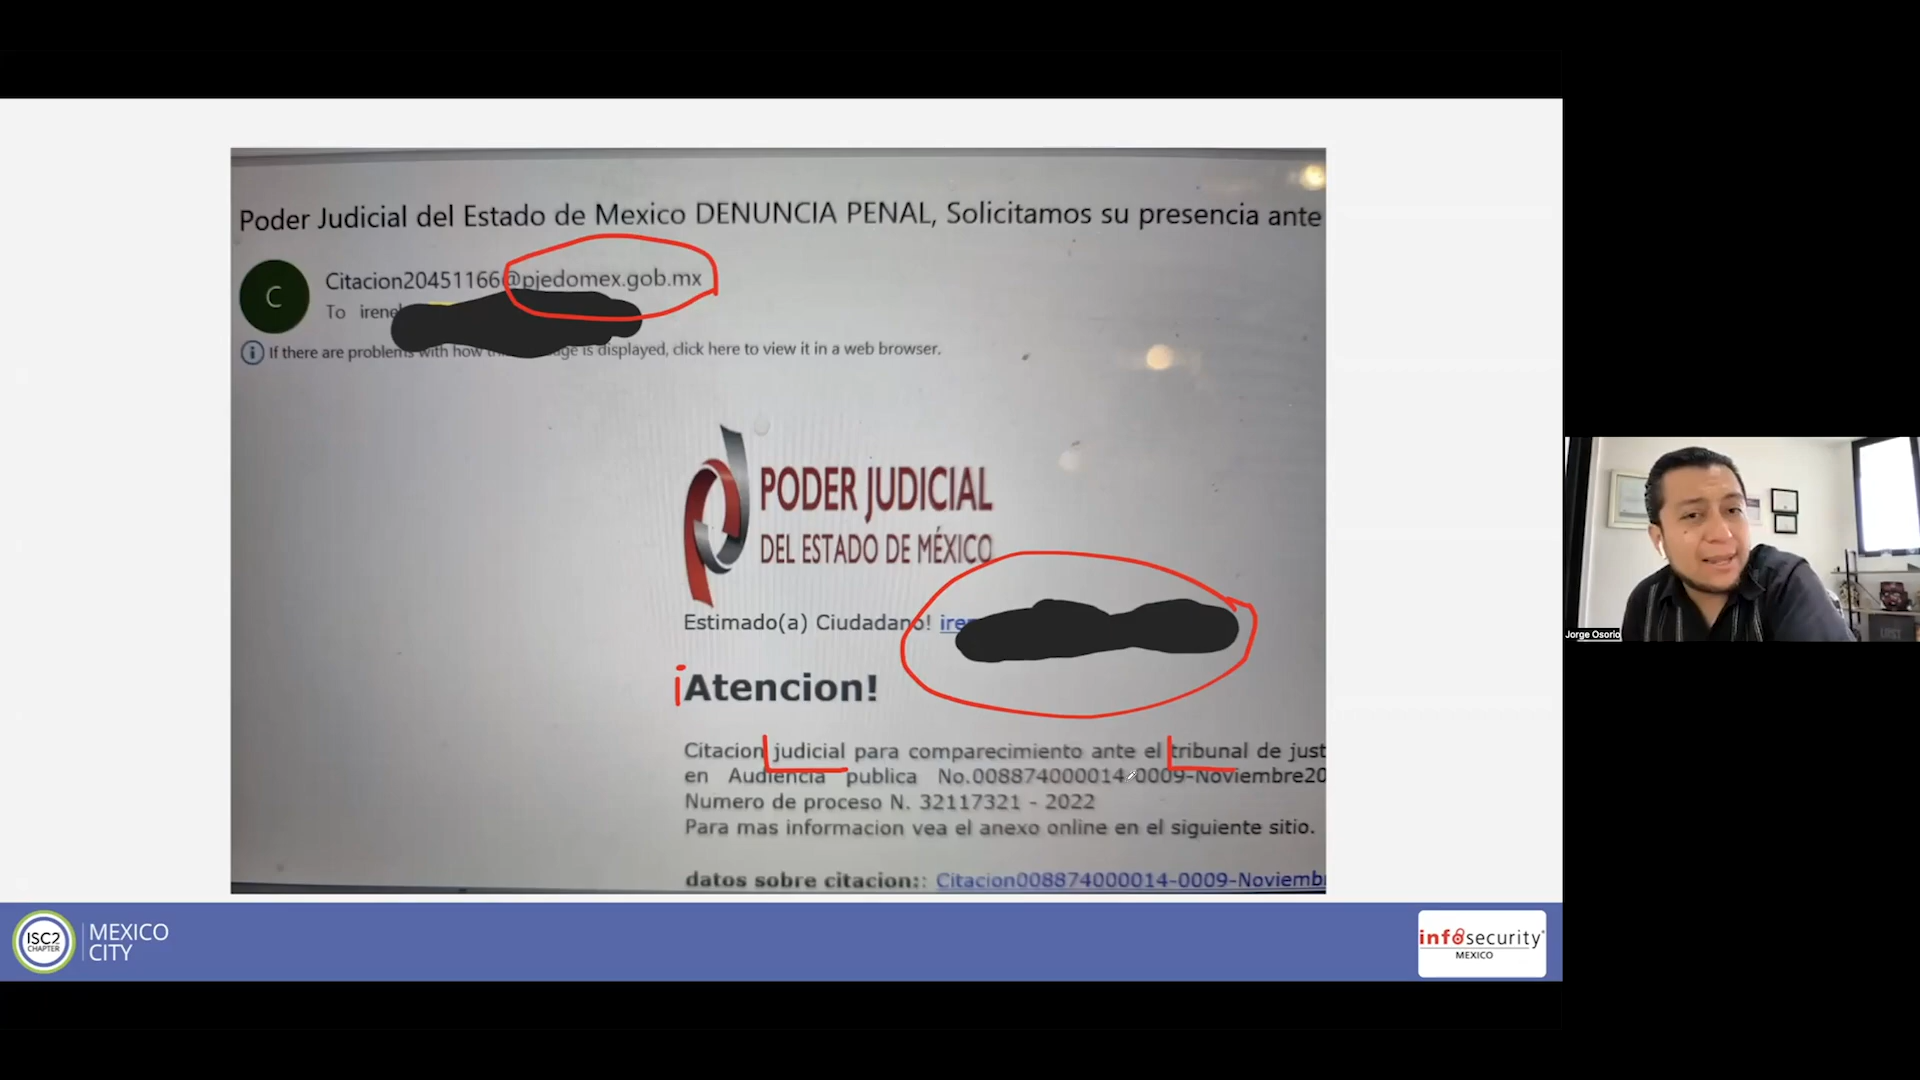 Poder Judicial del Estado de Mexico DENUNCIA PENAL, Solicitamos su presencia ante
C
Citacion20451166@pjedomex.gob.mx
To irene
If there are problems with how is displayed, click here to view it in a web browser.
PODER JUDICIAL
DEL ESTADO DE MÉXICO
Estimado(a) Ciudadano! irene
¡Atencion!
Citacion judicial para comparecimiento ante el tribunal de just
en Audiencia publica No.008874000014-0009-Noviembre20
Numero de proceso N. 32117321 - 2022
Para mas informacion vea el anexo online en el siguiente sitio.
datos sobre citacion:: Citacion008874000014-0009-Noviemb
Jorge Osorio
ISC2
CHAPTER
MEXICO
CITY
infosecurity
MEXICO